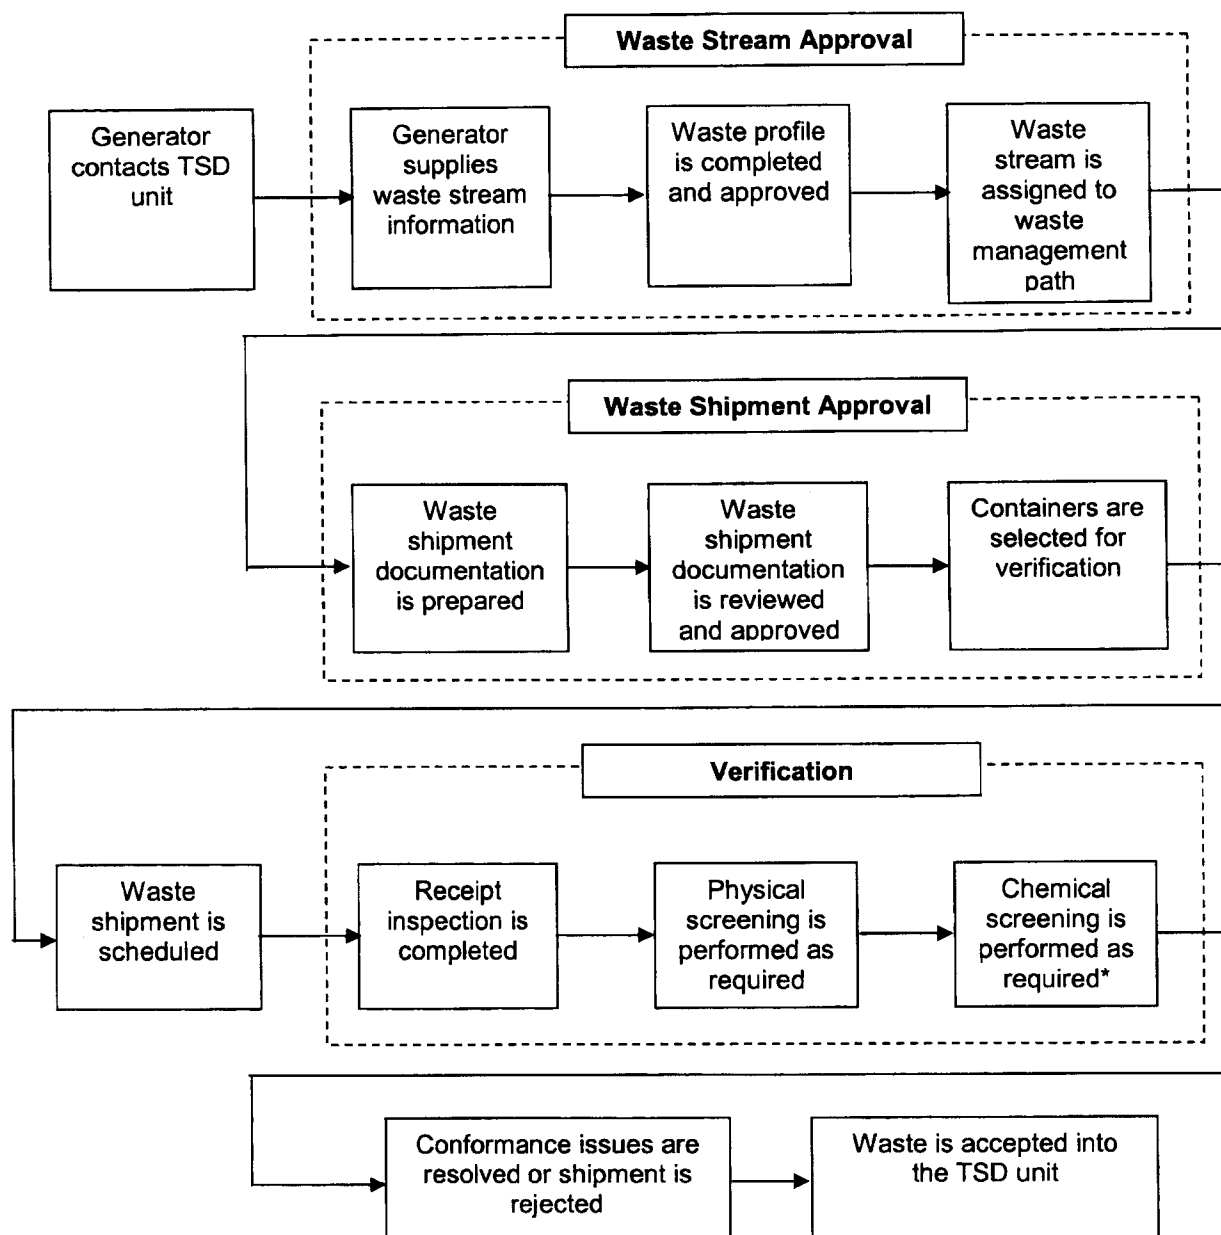 Waste Stream Approval
Generator
contacts TSD
unit
Generator
supplies
waste stream
information
Waste profile
is completed
and approved
Waste
stream is
assigned to
waste
management
path
Waste Shipment Approval
Waste
shipment
documentation
is prepared
Waste
shipment
documentation
is reviewed
and approved
Containers are
selected for
verification
Verification
Waste
shipment is
scheduled
Receipt
inspection is
completed
Physical
screening is
performed as
required
Chemical
screening is
performed as
required*
Conformance issues are
resolved or shipment is
rejected
Waste is accepted into
the TSD unit